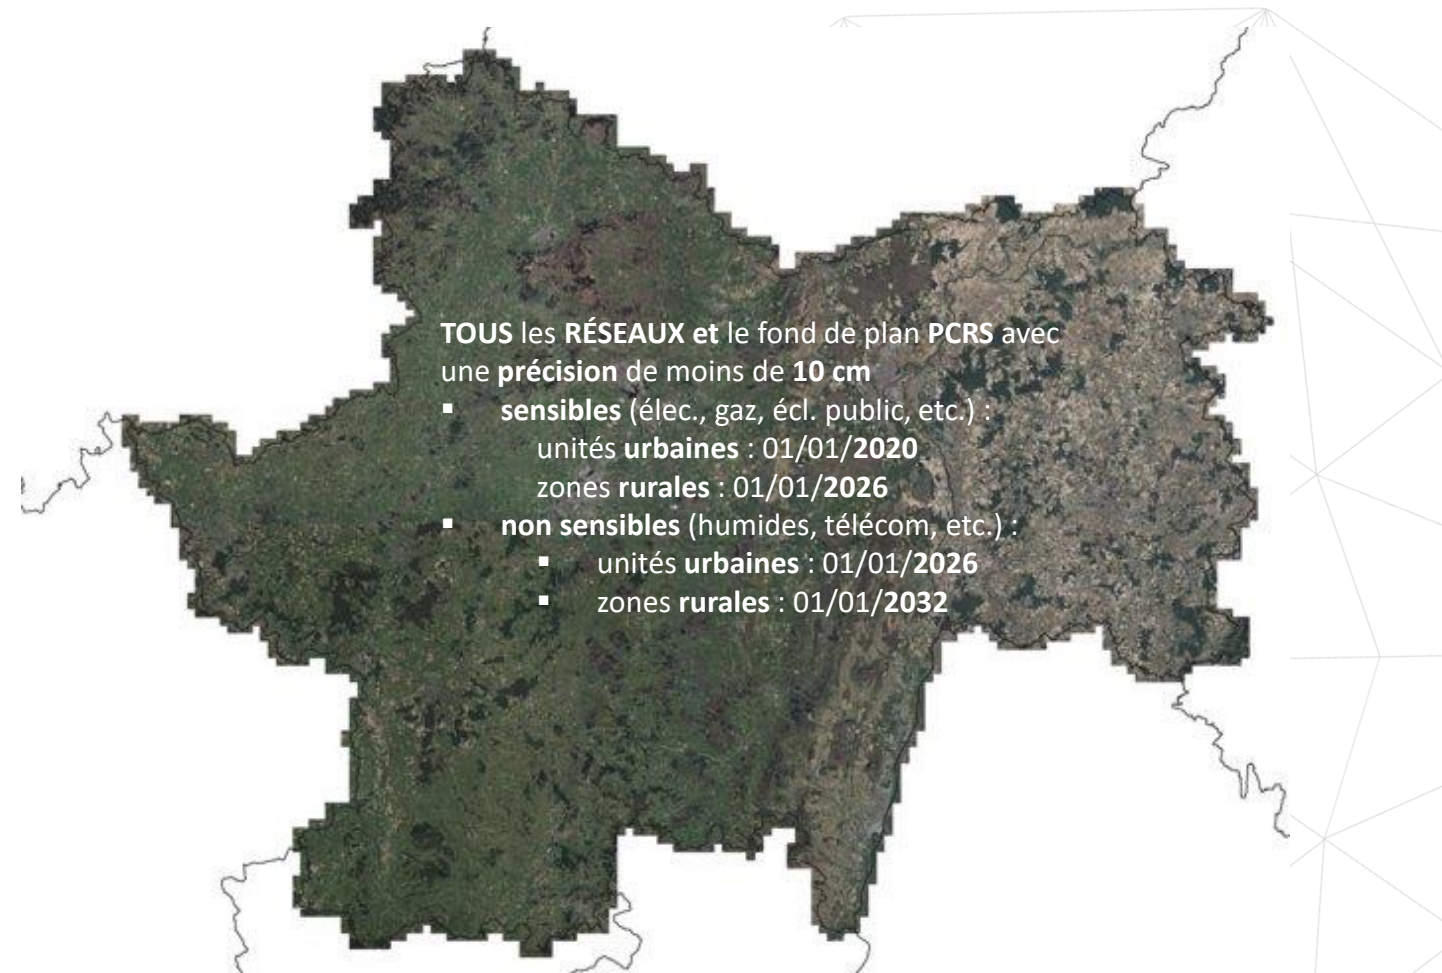 TOUS les RÉSEAUX et le fond de plan PCRS avec
une précision de moins de 10 cm
▪ sensibles (élec., gaz, écl. public, etc.) :
unités urbaines : 01/01/2020
zones rurales : 01/01/2026
▪ non sensibles (humides, télécom, etc.) :
▪ unités urbaines : 01/01/2026
▪ zones rurales : 01/01/2032